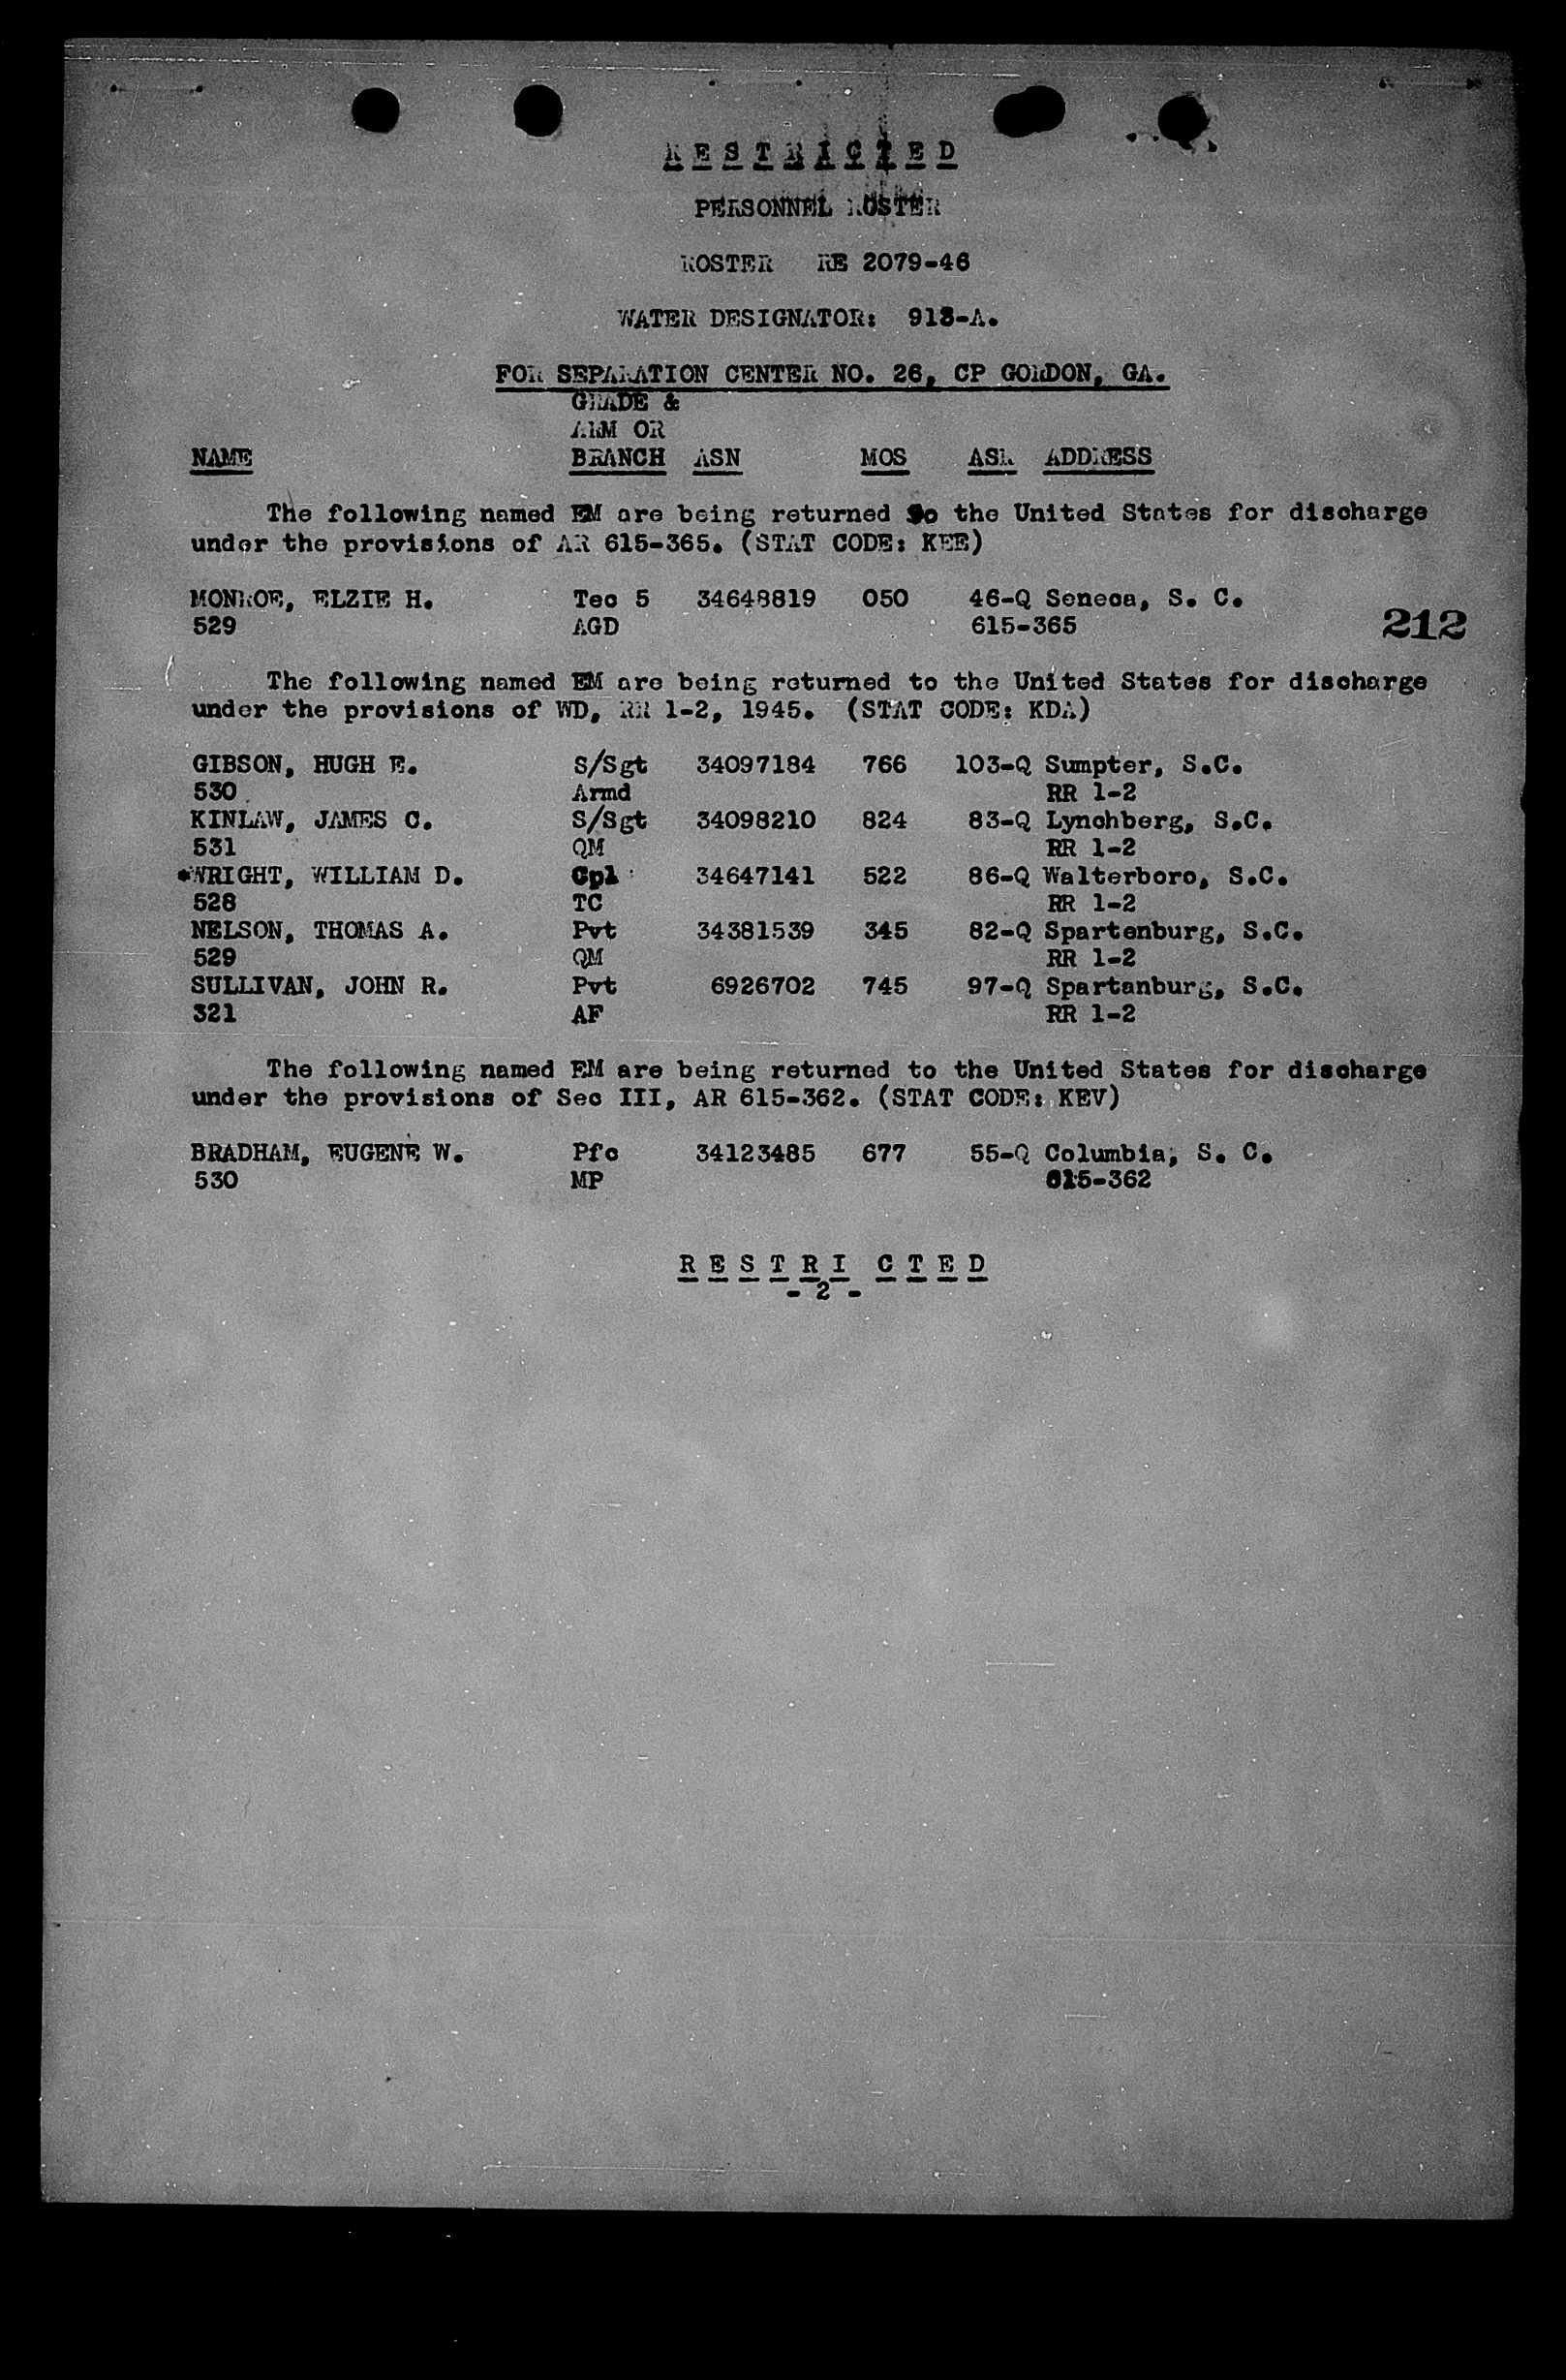 RESTRICTED
PERSONNEL ROSTER
ROSTER RE 2079-46
WATER DESIGNATOR: 918-A.
FOR SEPARATION CENTER NO. 26, CP GORDON, GA.
GRADE &
ARM OR
NAME BRANCH ASN MOS ASR ADDRESS
The following named EM are being returned to the United States for discharge
under the provisions of AR 615-365. (STAT CODE: KEE)
MONROE, ELZIE H. Tec 5 34648819 050 46-Q Seneca, S. C.
529 AGD 615-365
212
The following named EM are being returned to the United States for discharge
under the provisions of WD, RR 1-2, 1945. (STAT CODE: KDA)
GIBSON, HUGH E. S/Sgt 34097184 766 103-Q Sumpter, S.C.
530 Armd RR 1-2
KINLAW, JAMES C. S/Sgt 34098210 824 83-Q Lynchberg, S.C.
531 QM RR 1-2
*WRIGHT, WILLIAM D. Cpl 34647141 522 86-Q Walterboro, S.C.
528 TC RR 1-2
NELSON, THOMAS A. Pvt 34381539 345 82-Q Spartenburg, S.C.
529 QM RR 1-2
SULLIVAN, JOHN R. Pvt 6926702 745 97-Q Spartanburg, S.C.
321 AF RR 1-2
The following named EM are being returned to the United States for discharge
under the provisions of Sec III, AR 615-362. (STAT CODE: KEV)
BRADHAM, EUGENE W. Pfc 34123485 677 55-Q Columbia, S. C.
530 MP 615-362
RESTRICTED
- 2 -